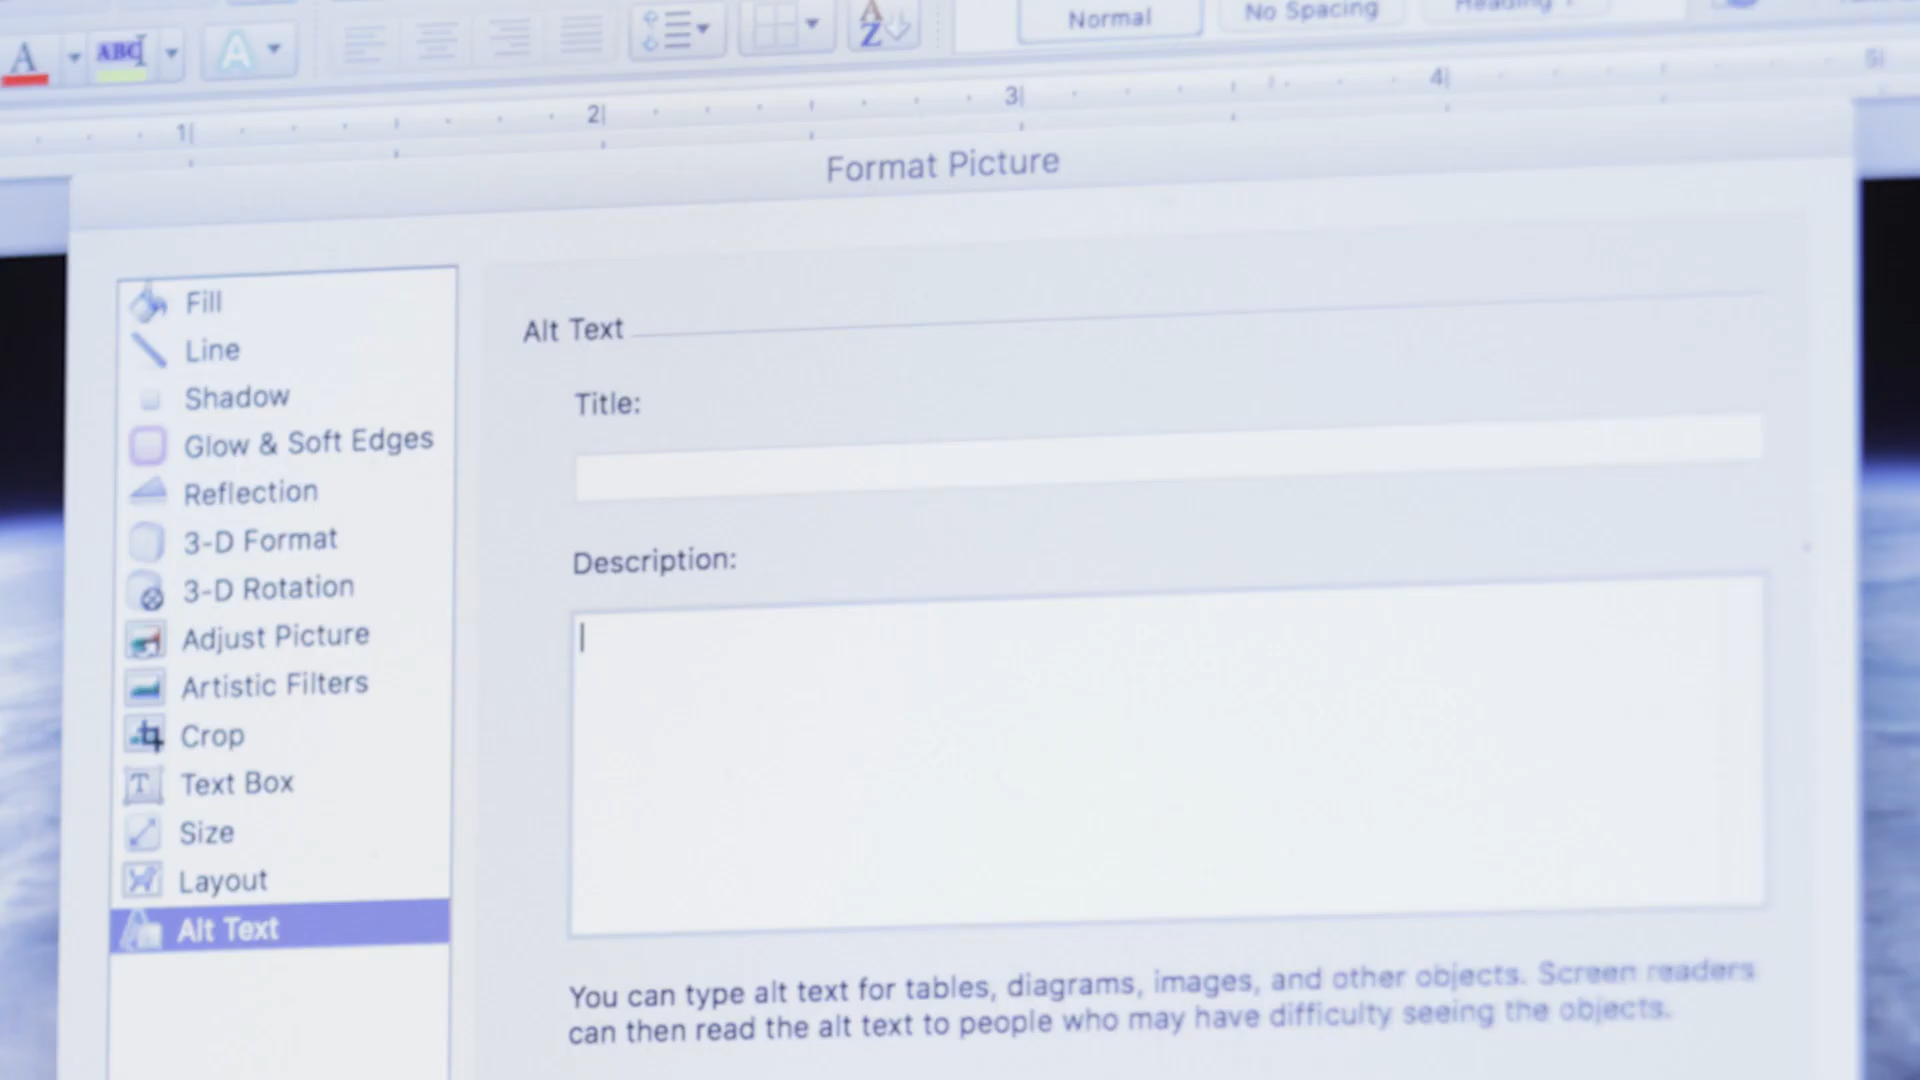 A ABC A
A
Z
Normal
No Spacing
Heading
1 2 3 4 5
Format Picture
Fill
Line
Shadow
Glow & Soft Edges
Reflection
3-D Format
3-D Rotation
Adjust Picture
Artistic Filters
Crop
T Text Box
Size
Layout
Alt Text
Alt Text
Title:
Description:
You can type alt text for tables, diagrams, images, and other objects. Screen readers
can then read the alt text to people who may have difficulty seeing the objects.